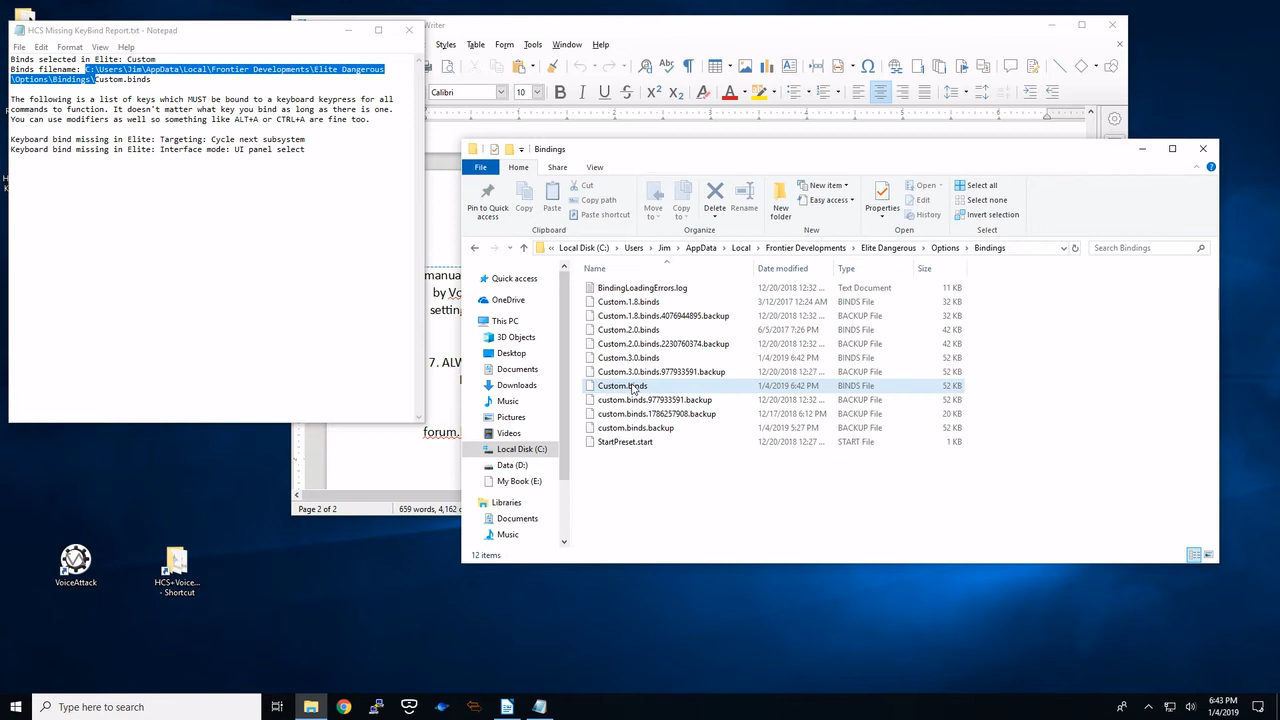 HCS Missing KeyBind Report.txt - Notepad
File Edit Format View Help
Binds selected in Elite: Custom
Binds filename: C:\Users\Jim\AppData\Local\Frontier Developments\Elite Dangerous
\Options\Bindings\Custom.binds
The following is a list of keys which MUST be bound to a keyboard keypress for all
commands to function. It doesn't matter what key you bind as long as there is one.
You can use modifiers as well so something like ALT+A or CTRL+A are fine too.
Keyboard bind missing in Elite: Targeting: Cycle next subsystem
Keyboard bind missing in Elite: Interface mode: UI panel select
Writer
Styles Table Form Tools Window Help
Calibri 10
manua
by Vo
setting
7. ALW
forum.
Page 2 of 2 659 words, 4,162 c
Bindings
File Home Share View
Pin to Quick access
Copy
Paste
Cut
Copy path
Paste shortcut
Clipboard
Move to
Copy to
Delete
Rename
Organize
New folder
New item
Easy access
New
Properties
Open
Edit
History
Open
Select all
Select none
Invert selection
Select
« Local Disk (C:) › Users › Jim › AppData › Local › Frontier Developments › Elite Dangerous › Options › Bindings
Search Bindings
Quick access
OneDrive
This PC
3D Objects
Desktop
Documents
Downloads
Music
Pictures
Videos
Local Disk (C:)
Data (D:)
My Book (E:)
Libraries
Documents
Music
Name Date modified Type Size
BindingLoadingErrors.log 12/20/2018 12:32 ... Text Document 11 KB
Custom.1.8.binds 3/12/2017 12:24 AM BINDS File 32 KB
Custom.1.8.binds.4076944895.backup 12/20/2018 12:32 ... BACKUP File 32 KB
Custom.2.0.binds 6/5/2017 7:26 PM BINDS File 42 KB
Custom.2.0.binds.2230760374.backup 12/20/2018 12:32 ... BACKUP File 42 KB
Custom.3.0.binds 1/4/2019 6:42 PM BINDS File 52 KB
Custom.3.0.binds.977933591.backup 12/20/2018 12:27 ... BACKUP File 52 KB
Custom.binds 1/4/2019 6:42 PM BINDS File 52 KB
custom.binds.977933591.backup 12/20/2018 12:32 ... BACKUP File 52 KB
custom.binds.1786257908.backup 12/17/2018 6:12 PM BACKUP File 20 KB
custom.binds.backup 1/4/2019 5:27 PM BACKUP File 52 KB
StartPreset.start 12/20/2018 12:27 ... START File 1 KB
12 items
VoiceAttack
HCS+Voice... - Shortcut
Type here to search
6:43 PM
1/4/2019